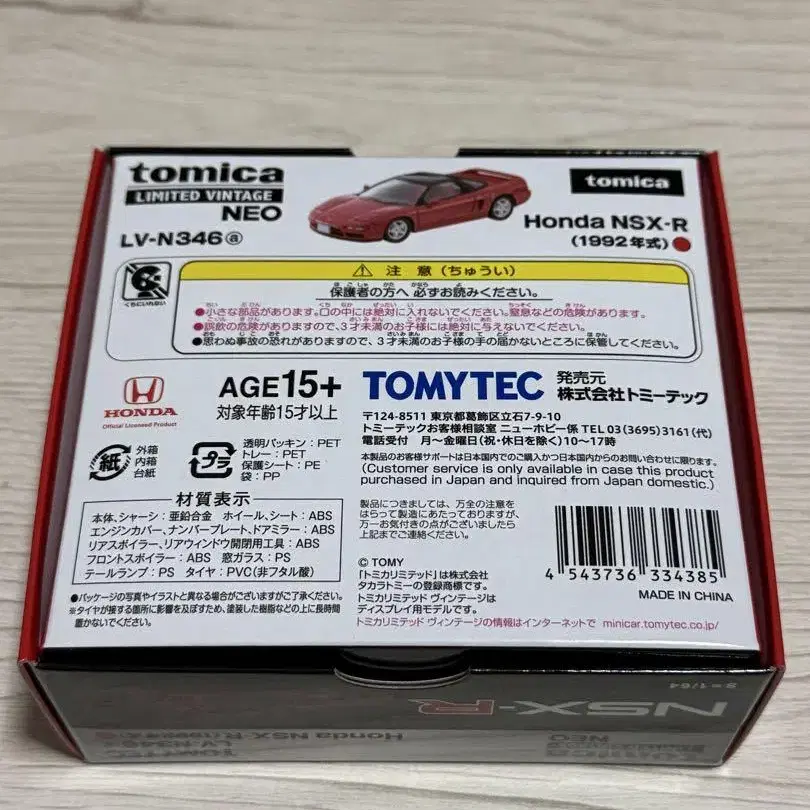 tomica
LIMITED VINTAGE
NEO
LV-N346ⓐ
tomica
Honda NSX-R
(1992年式)
くちにいれない
注 意 (ちゅうい)
保護者の方へ 必ずお読みください。
●小さな部品があります。口の中には絶対に入れないでください。窒息などの危険があります。
●誤飲の危険がありますので、3才未満のお子様には絶対に与えないでください。
●思わぬ事故の恐れがありますので、3才未満のお子様の手の届かないところに保管してください。
HONDA
Official Licensed Product
AGE15+
対象年齢15才以上
TOMYTEC
発売元
株式会社トミーテック
〒124-8511 東京都葛飾区立石7-9-10
トミーテックお客様相談室 ニューホビー係 TEL 03(3695)3161(代)
電話受付 月〜金曜日(祝・休日を除く)10〜17時
本製品のお客様サポートは日本国内でのご購入かつ日本国内からのお問い合わせに限ります。
(Customer service is only available in case this product
purchased in Japan and inquired from Japan domestic.)
紙
外箱
内箱
台紙
プラ
透明パッキン:PET
トレー:PET
保護シート:PE
袋:PP
材質表示
本体、シャーシ:亜鉛合金 ホイール、シート:ABS
エンジンカバー、ナンバープレート、ドアミラー:ABS
リアスポイラー、リアウィンドウ開閉用工具:ABS
フロントスポイラー:ABS 窓ガラス:PS
テールランプ:PS タイヤ:PVC(非フタル酸)
●パッケージの写真やイラストと異なる場合がございますがご了承ください。
※タイヤが接する箇所に影響を及ぼすため、塗装した樹脂などの上に長時間
置かないでください。
製品につきましては、万全の注意を
はらって製造にあたっておりますが、
万一お気付きの点がございましたら
上記までご連絡ください。
© TOMY
「トミカリミテッド」は株式会社
タカラトミーの登録商標です。
トミカリミテッド ヴィンテージは
ディスプレイ用モデルです。
トミカリミテッド ヴィンテージの情報はインターネットで minicar.tomytec.co.jp/
4 543736 334385
MADE IN CHINA
S=1/64
NSX-R
Honda NSX-R (1992年式)
LV-N346ⓐ
TOMYTEC
NEO
tomica